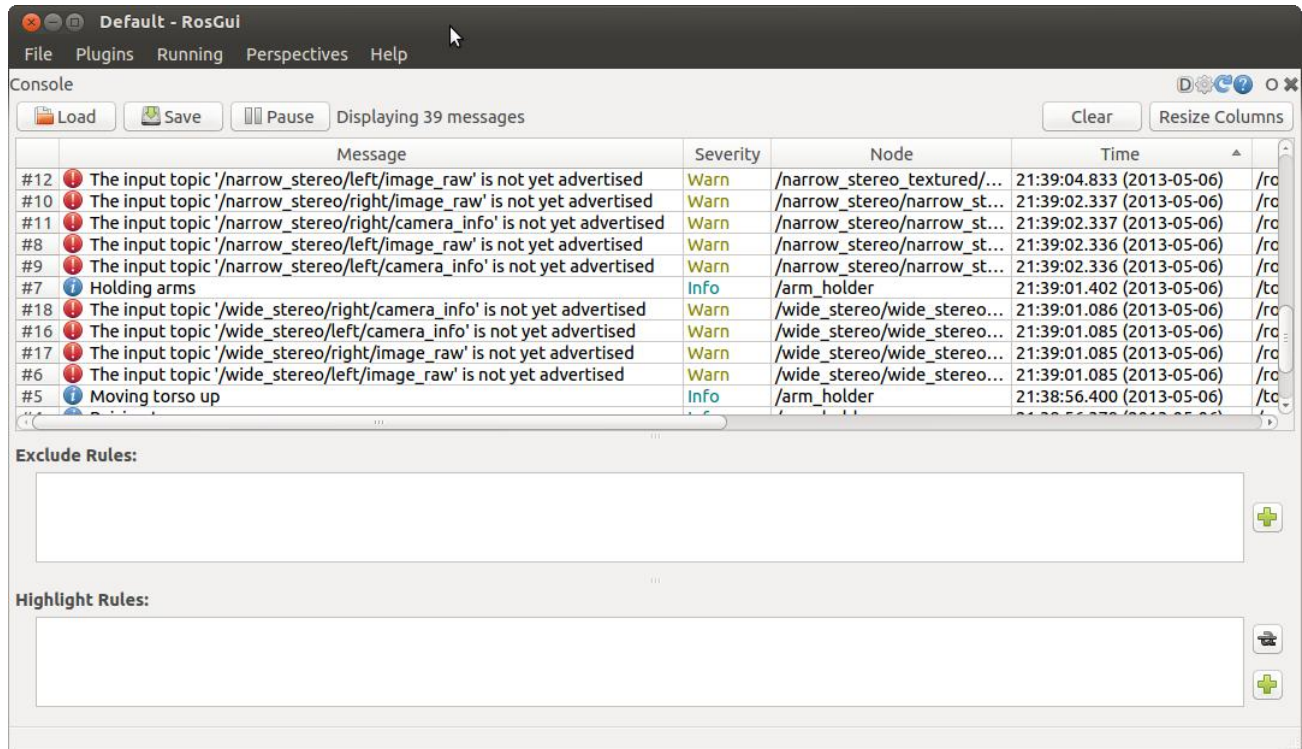 Default - RosGui
File Plugins Running Perspectives Help
Console D ? O
Load Save Pause Displaying 39 messages Clear Resize Columns
Message Severity Node Time
#12 The input topic '/narrow_stereo/left/image_raw' is not yet advertised Warn /narrow_stereo_textured/... 21:39:04.833 (2013-05-06) /ro
#10 The input topic '/narrow_stereo/right/image_raw' is not yet advertised Warn /narrow_stereo/narrow_st... 21:39:02.337 (2013-05-06) /ro
#11 The input topic '/narrow_stereo/right/camera_info' is not yet advertised Warn /narrow_stereo/narrow_st... 21:39:02.337 (2013-05-06) /ro
#8 The input topic '/narrow_stereo/left/image_raw' is not yet advertised Warn /narrow_stereo/narrow_st... 21:39:02.336 (2013-05-06) /ro
#9 The input topic '/narrow_stereo/left/camera_info' is not yet advertised Warn /narrow_stereo/narrow_st... 21:39:02.336 (2013-05-06) /ro
#7 Holding arms Info /arm_holder 21:39:01.402 (2013-05-06) /to
#18 The input topic '/wide_stereo/right/camera_info' is not yet advertised Warn /wide_stereo/wide_stereo... 21:39:01.086 (2013-05-06) /ro
#16 The input topic '/wide_stereo/left/camera_info' is not yet advertised Warn /wide_stereo/wide_stereo... 21:39:01.085 (2013-05-06) /ro
#17 The input topic '/wide_stereo/right/image_raw' is not yet advertised Warn /wide_stereo/wide_stereo... 21:39:01.085 (2013-05-06) /ro
#6 The input topic '/wide_stereo/left/image_raw' is not yet advertised Warn /wide_stereo/wide_stereo... 21:39:01.085 (2013-05-06) /ro
#5 Moving torso up Info /arm_holder 21:38:56.400 (2013-05-06) /to
Exclude Rules:
Highlight Rules: